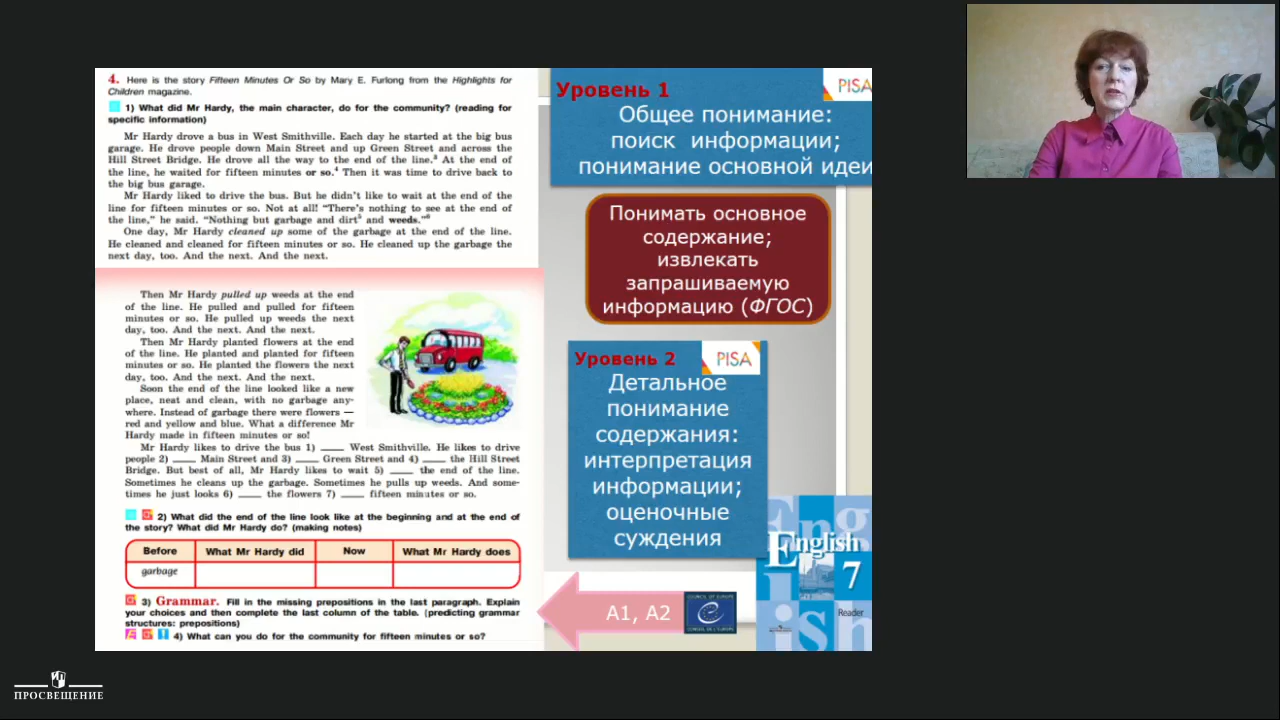 4. Here is the story Fifteen Minutes Or So by Mary E. Furlong from the Highlights for
Children magazine.
1) What did Mr Hardy, the main character, do for the community? (reading for
specific information)
Mr Hardy drove a bus in West Smithville. Each day he started at the big bus
garage. He drove people down Main Street and up Green Street and across the
Hill Street Bridge. He drove all the way to the end of the line.³ At the end of
the line, he waited for fifteen minutes or so.⁴ Then it was time to drive back to
the big bus garage.
Mr Hardy liked to drive the bus. But he didn't like to wait at the end of the
line for fifteen minutes or so. Not at all! “There's nothing to see at the end of
the line,” he said. “Nothing but garbage and dirt⁵ and weeds.”⁶
One day, Mr Hardy cleaned up some of the garbage at the end of the line.
He cleaned and cleaned for fifteen minutes or so. He cleaned up the garbage the
next day, too. And the next. And the next.
Then Mr Hardy pulled up weeds at the end
of the line. He pulled and pulled for fifteen
minutes or so. He pulled up weeds the next
day, too. And the next. And the next.
Then Mr Hardy planted flowers at the end
of the line. He planted and planted for fifteen
minutes or so. He planted the flowers the next
day, too. And the next. And the next.
Soon the end of the line looked like a new
place, neat and clean, with no garbage any-
where. Instead of garbage there were flowers —
red and yellow and blue. What a difference Mr
Hardy made in fifteen minutes or so!
Mr Hardy likes to drive the bus 1) ____ West Smithville. He likes to drive
people 2) ____ Main Street and 3) ____ Green Street and 4) ____ the Hill Street
Bridge. But best of all, Mr Hardy likes to wait 5) ____ the end of the line.
Sometimes he cleans up the garbage. Sometimes he pulls up weeds. And some-
times he just looks 6) ____ the flowers 7) ____ fifteen minutes or so.
2) What did the end of the line look like at the beginning and at the end of
the story? What did Mr Hardy do? (making notes)
Before What Mr Hardy did Now What Mr Hardy does
garbage
3) Grammar. Fill in the missing prepositions in the last paragraph. Explain
your choices and then complete the last column of the table. (predicting grammar
structures: prepositions)
4) What can you do for the community for fifteen minutes or so?
Уровень 1
PISA
Общее понимание:
поиск информации;
понимание основной идеи
Понимать основное
содержание;
извлекать
запрашиваемую
информацию (ФГОС)
Уровень 2
PISA
Детальное
понимание
содержания:
интерпретация
информации;
оценочные
суждения
A1, A2
COUNCIL OF EUROPE
CONSEIL DE L'EUROPE
English
7
Reader
ПРОСВЕЩЕНИЕ